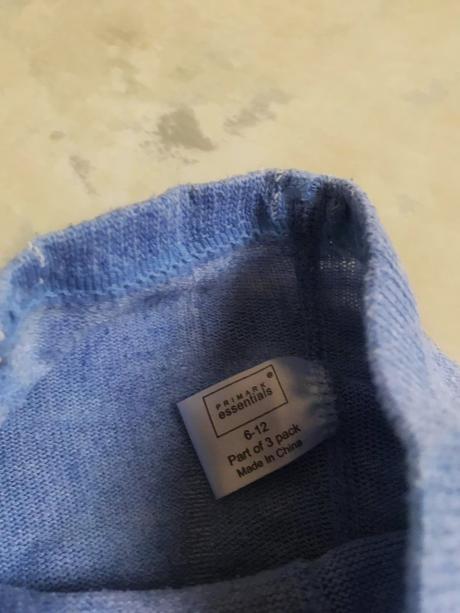 PRIMARK®
essentials
6-12
Part of 3 pack
Made In China